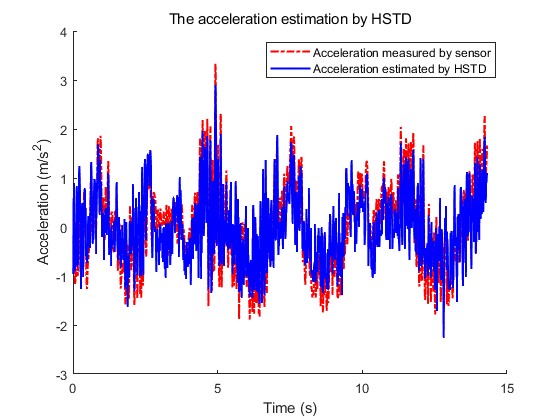 The acceleration estimation by HSTD
Acceleration measured by sensor
Acceleration estimated by HSTD
Acceleration (m/s²)
4
3
2
1
0
-1
-2
-3
0
5
10
15
Time (s)